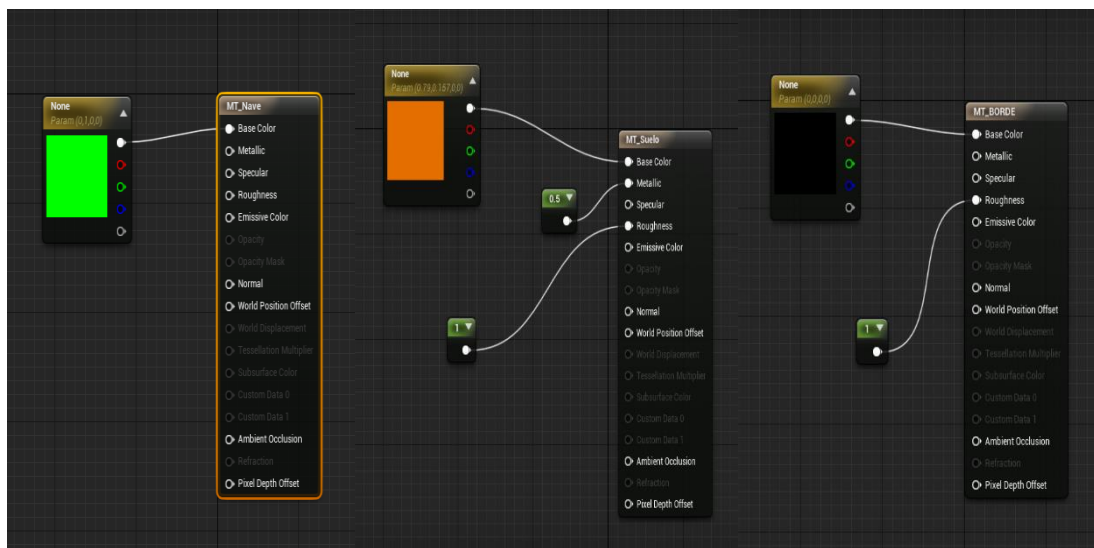 None
Param (0,1,0,0)
MT_Nave
Base Color
Metallic
Specular
Roughness
Emissive Color
Opacity
Opacity Mask
Normal
World Position Offset
World Displacement
Tessellation Multiplier
Subsurface Color
Custom Data 0
Custom Data 1
Ambient Occlusion
Refraction
Pixel Depth Offset
None
Param (0.79,0.167,0,0)
0.5
1
MT_Suelo
Base Color
Metallic
Specular
Roughness
Emissive Color
Opacity
Opacity Mask
Normal
World Position Offset
World Displacement
Tessellation Multiplier
Subsurface Color
Custom Data 0
Custom Data 1
Ambient Occlusion
Refraction
Pixel Depth Offset
None
Param (0,0,0,0)
1
MT_BORDE
Base Color
Metallic
Specular
Roughness
Emissive Color
Opacity
Opacity Mask
Normal
World Position Offset
World Displacement
Tessellation Multiplier
Subsurface Color
Custom Data 0
Custom Data 1
Ambient Occlusion
Refraction
Pixel Depth Offset